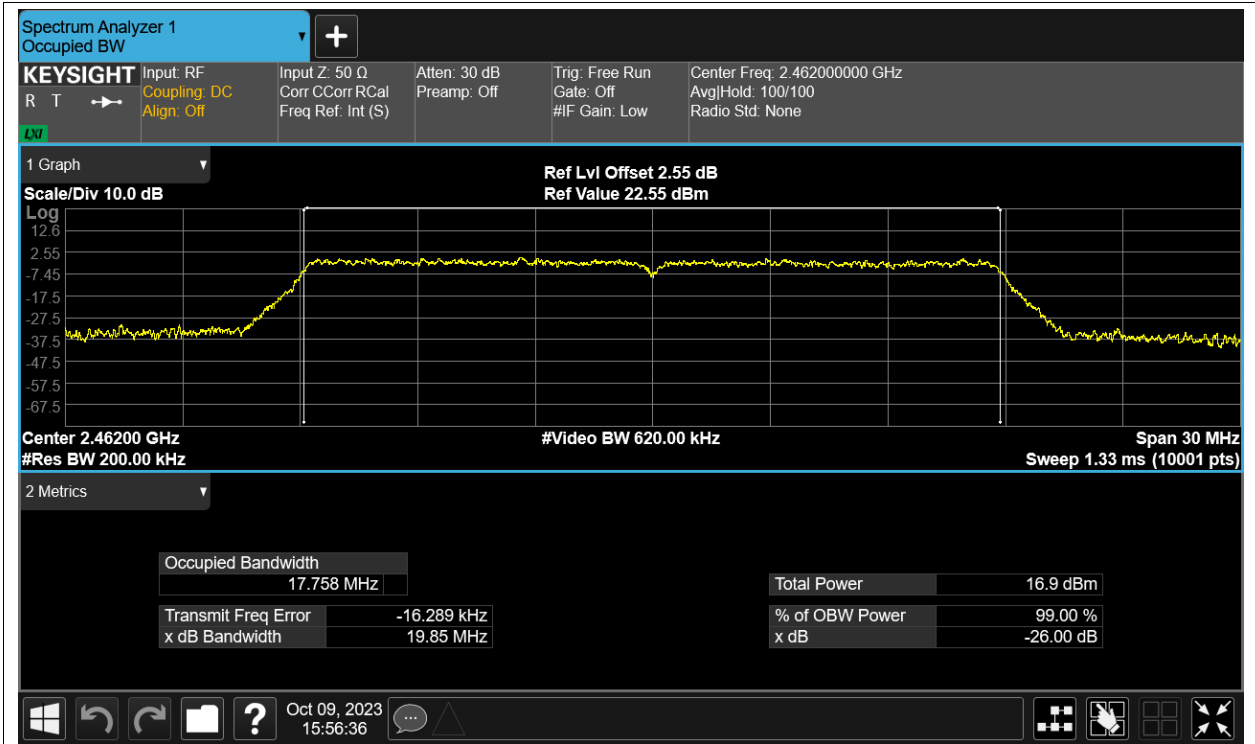 Spectrum Analyzer 1
Occupied BW
KEYSIGHT
R T
LXI
Input: RF
Coupling: DC
Align: Off
Input Z: 50 Ω
Corr CCorr RCal
Freq Ref: Int (S)
Atten: 30 dB
Preamp: Off
Trig: Free Run
Gate: Off
#IF Gain: Low
Center Freq: 2.462000000 GHz
Avg|Hold: 100/100
Radio Std: None
1 Graph
Scale/Div 10.0 dB
Ref Lvl Offset 2.55 dB
Ref Value 22.55 dBm
Log
12.6
2.55
-7.45
-17.5
-27.5
-37.5
-47.5
-57.5
-67.5
Center 2.46200 GHz
#Video BW 620.00 kHz
Span 30 MHz
#Res BW 200.00 kHz
Sweep 1.33 ms (10001 pts)
2 Metrics
Occupied Bandwidth
17.758 MHz
Total Power 16.9 dBm
Transmit Freq Error -16.289 kHz
% of OBW Power 99.00 %
x dB Bandwidth 19.85 MHz
x dB -26.00 dB
?
Oct 09, 2023
15:56:36